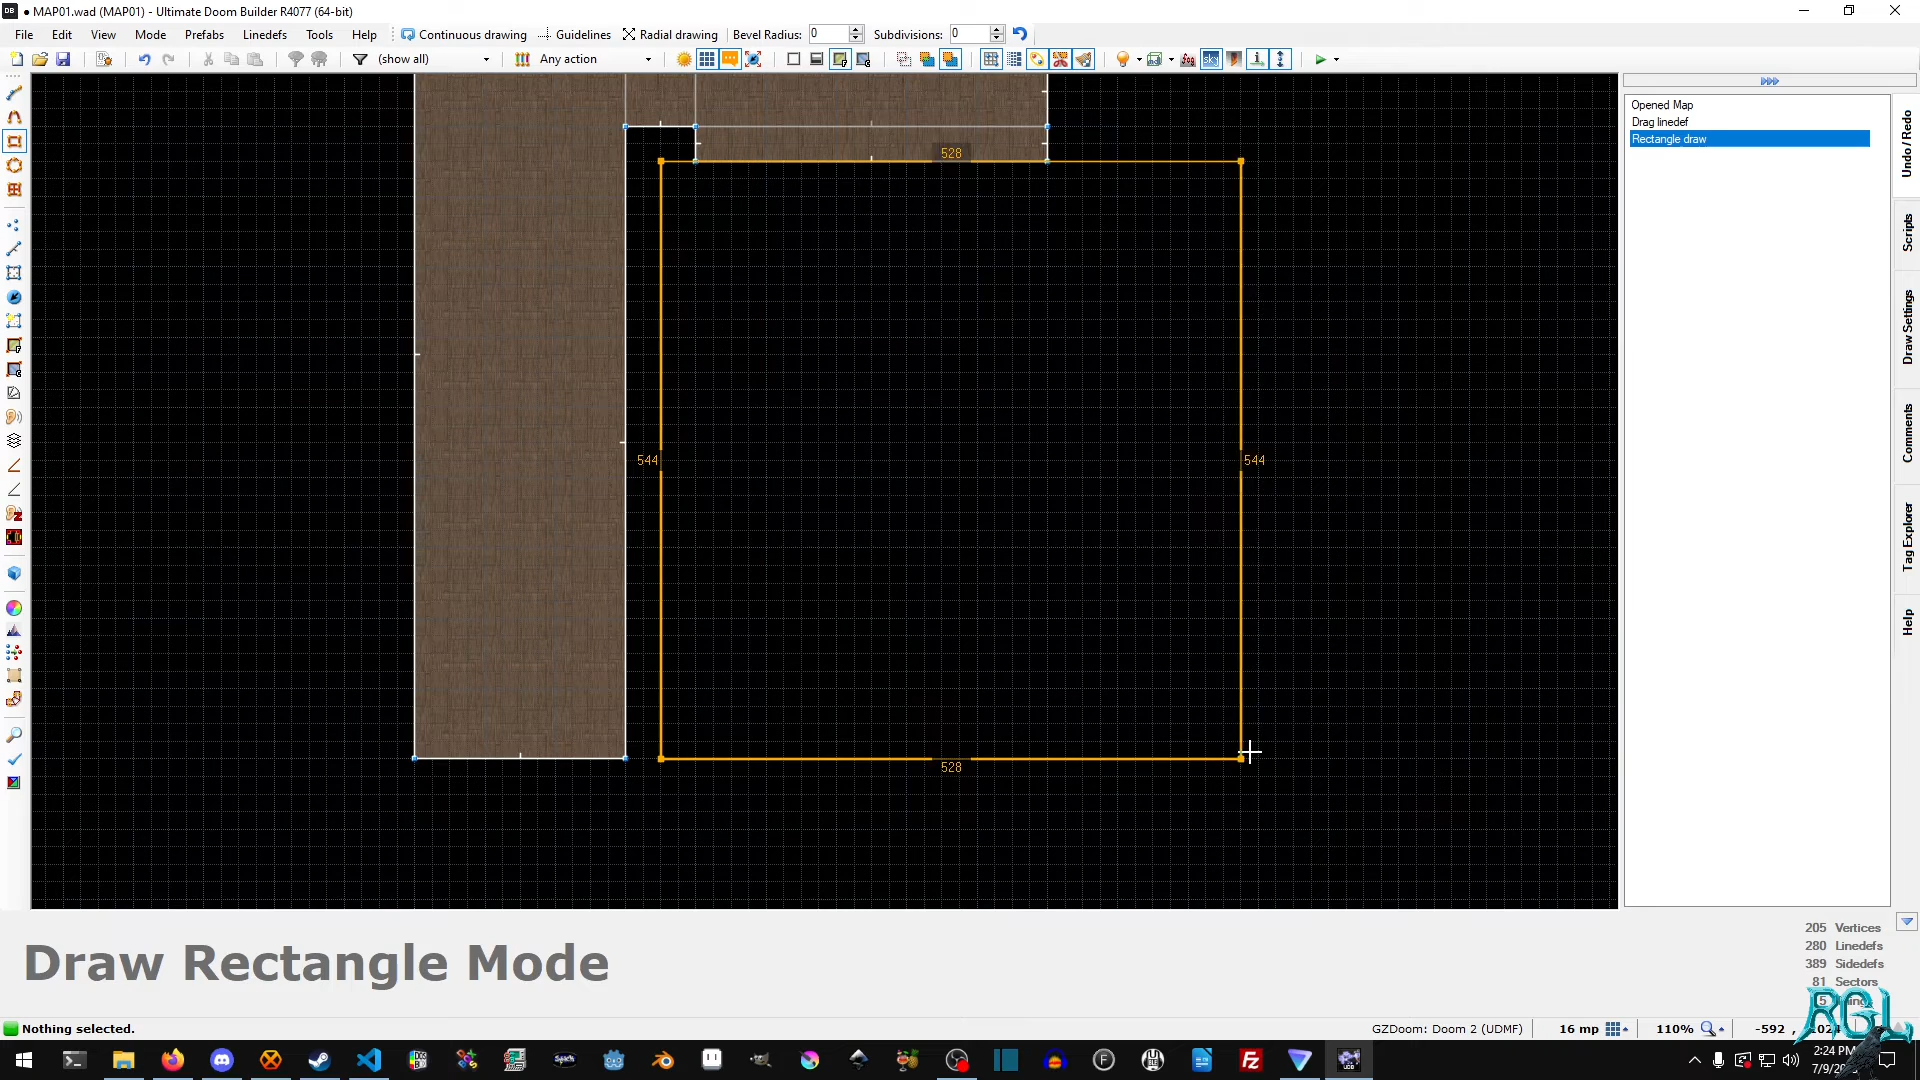 ● MAP01.wad (MAP01) - Ultimate Doom Builder R4077 (64-bit)
File Edit View Mode Prefabs Linedefs Tools Help Continuous drawing Guidelines Radial drawing Bevel Radius: 0 Subdivisions: 0
(show all) Any action
Opened Map
Drag linedef
Rectangle draw
Undo / Redo
Scripts
Draw Settings
Comments
Tag Explorer
Help
528
544
544
528
Draw Rectangle Mode
205 Vertices
280 Linedefs
389 Sidedefs
81 Sectors
RGL
Nothing selected.
GZDoom: Doom 2 (UDMF) 16 mp 110% -592 ,
2:24 PM